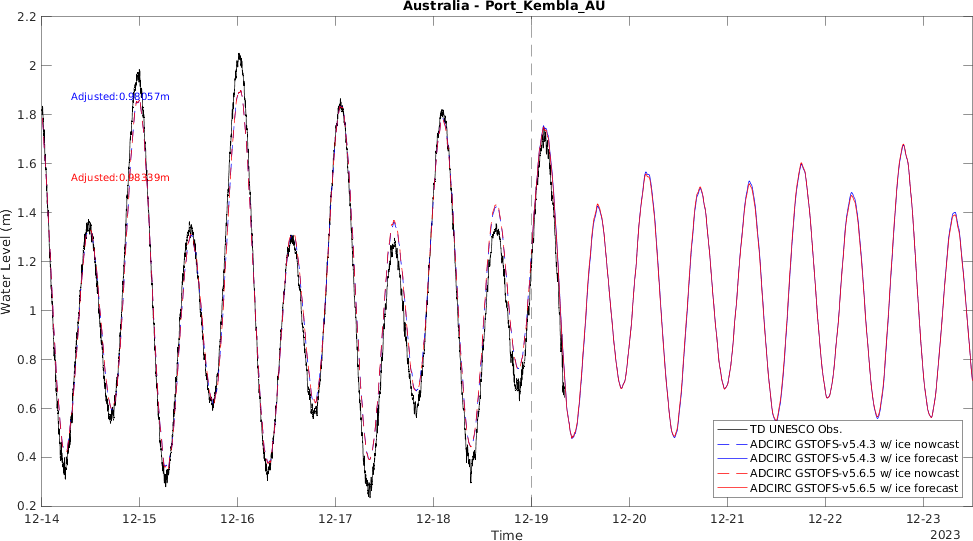 Australia - Port_Kembla_AU
2.2
2
1.8
1.6
1.4
1.2
1
0.8
0.6
0.4
0.2
Water Level (m)
Adjusted:0.98057m
Adjusted:0.98339m
TD UNESCO Obs.
ADCIRC GSTOFS-v5.4.3 w/ ice nowcast
ADCIRC GSTOFS-v5.4.3 w/ ice forecast
ADCIRC GSTOFS-v5.6.5 w/ ice nowcast
ADCIRC GSTOFS-v5.6.5 w/ ice forecast
12-14 12-15 12-16 12-17 12-18 12-19 12-20 12-21 12-22 12-23
Time
2023